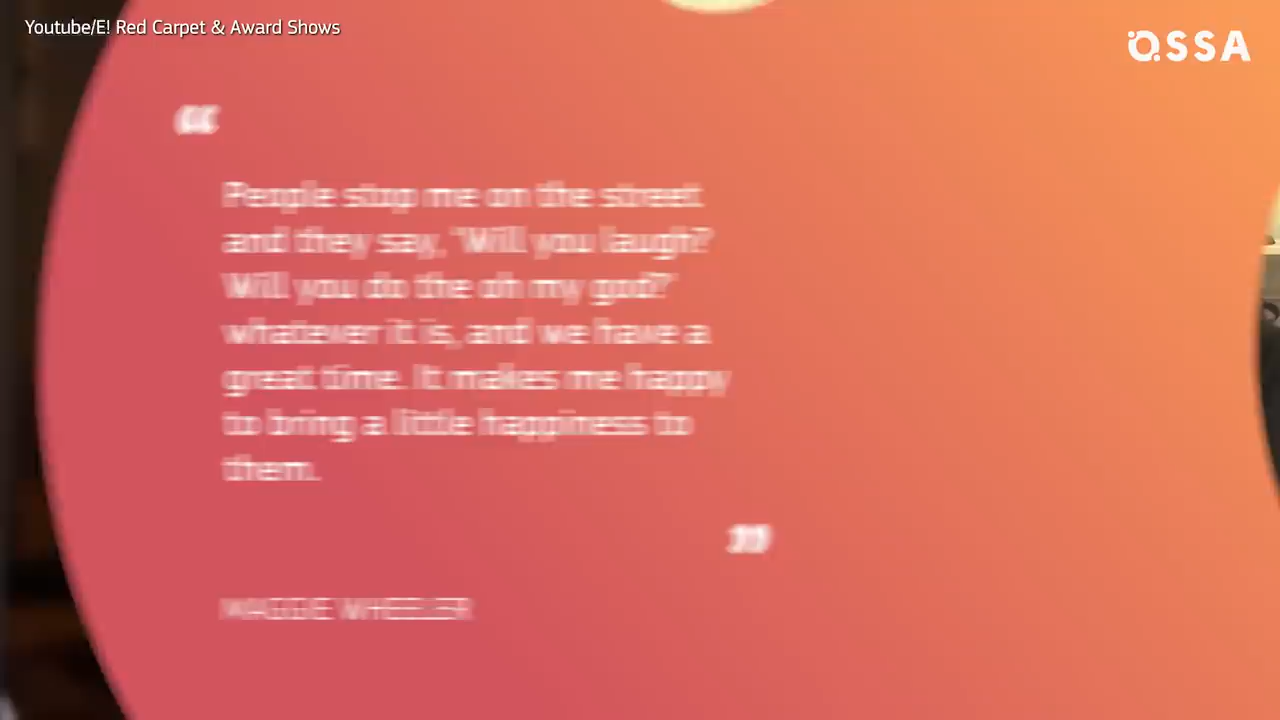 Youtube/E! Red Carpet & Award Shows
OSSA
“
People stop me on the street
and they say, 'Will you laugh?
Will you do the oh my god?'
whatever it is, and we have a
great time. It makes me happy
to bring a little happiness to
them.
”
MAGGIE WHEELER